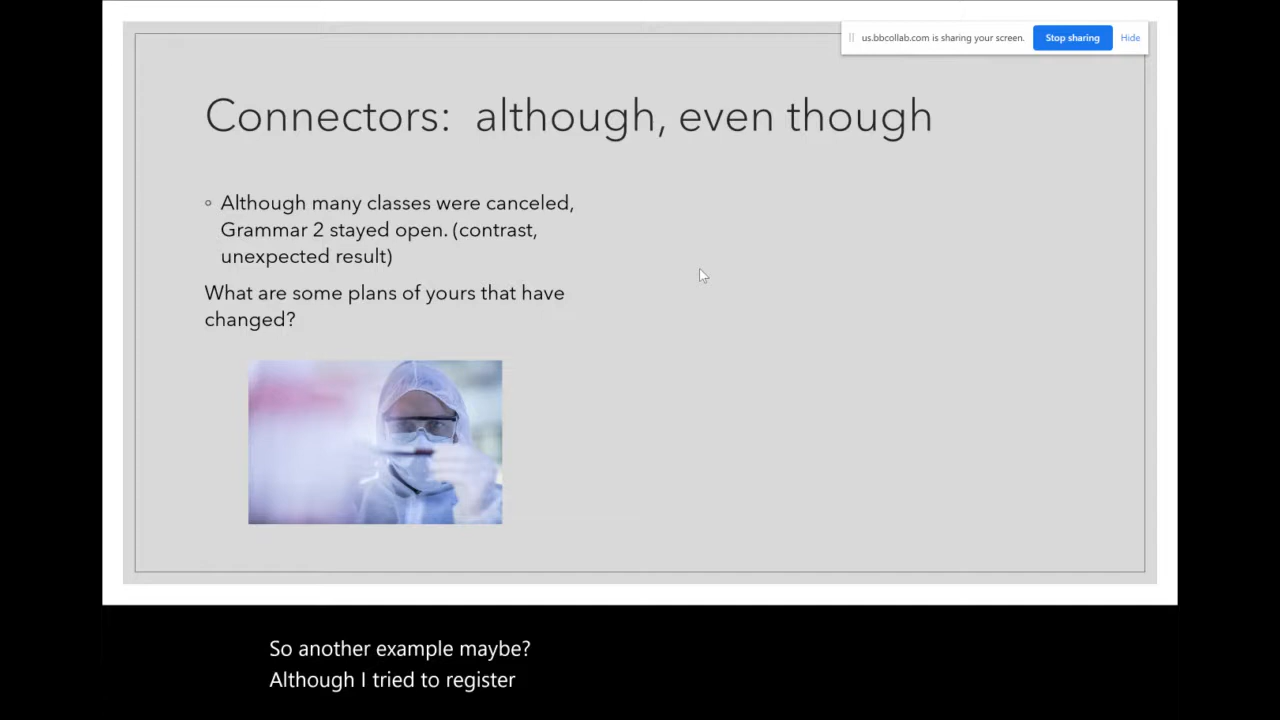 us.bbcollab.com is sharing your screen. Stop sharing Hide
Connectors: although, even though
Although many classes were canceled,
Grammar 2 stayed open. (contrast,
unexpected result)
What are some plans of yours that have
changed?
So another example maybe?
Although I tried to register